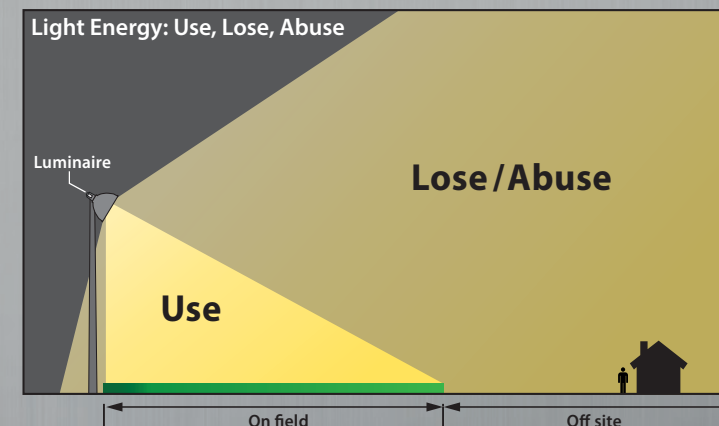 Light Energy: Use, Lose, Abuse
Luminaire
Lose/Abuse
Use
On field
Off site